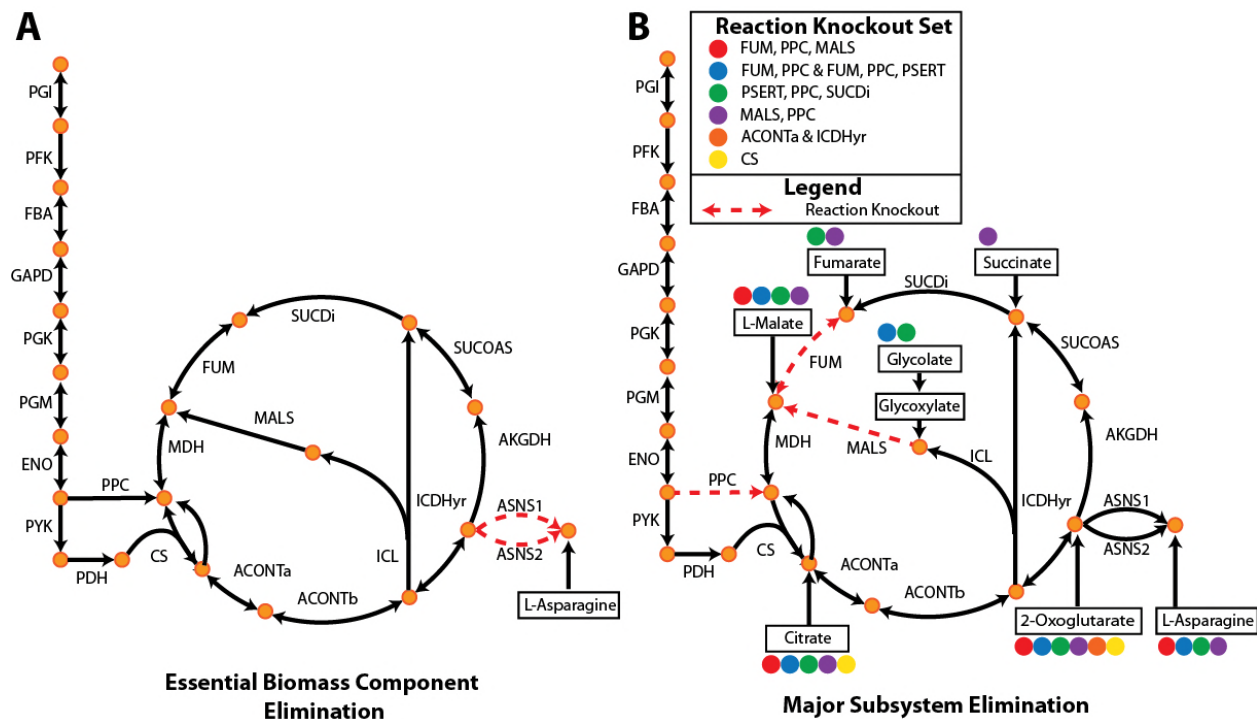 A
PGI
PFK
FBA
GAPD
PGK
PGM
ENO
PPC
PYK
PDH
CS
MDH
FUM
SUCDi
SUCOAS
MALS
AKGDH
ICDHyr
ICL
ASNS1
ASNS2
ACONTa
ACONTb
L-Asparagine
Essential Biomass Component
Elimination
B
Reaction Knockout Set
FUM, PPC, MALS
FUM, PPC & FUM, PPC, PSERT
PSERT, PPC, SUCDi
MALS, PPC
ACONTa & ICDHyr
CS
Legend
Reaction Knockout
PGI
PFK
FBA
GAPD
PGK
PGM
ENO
PPC
PYK
PDH
CS
MDH
FUM
Fumarate
Succinate
SUCDi
L-Malate
SUCOAS
Glycolate
Glycoxylate
MALS
ICL
AKGDH
ICDHyr
ASNS1
ASNS2
ACONTa
ACONTb
Citrate
2-Oxoglutarate
L-Asparagine
Major Subsystem Elimination